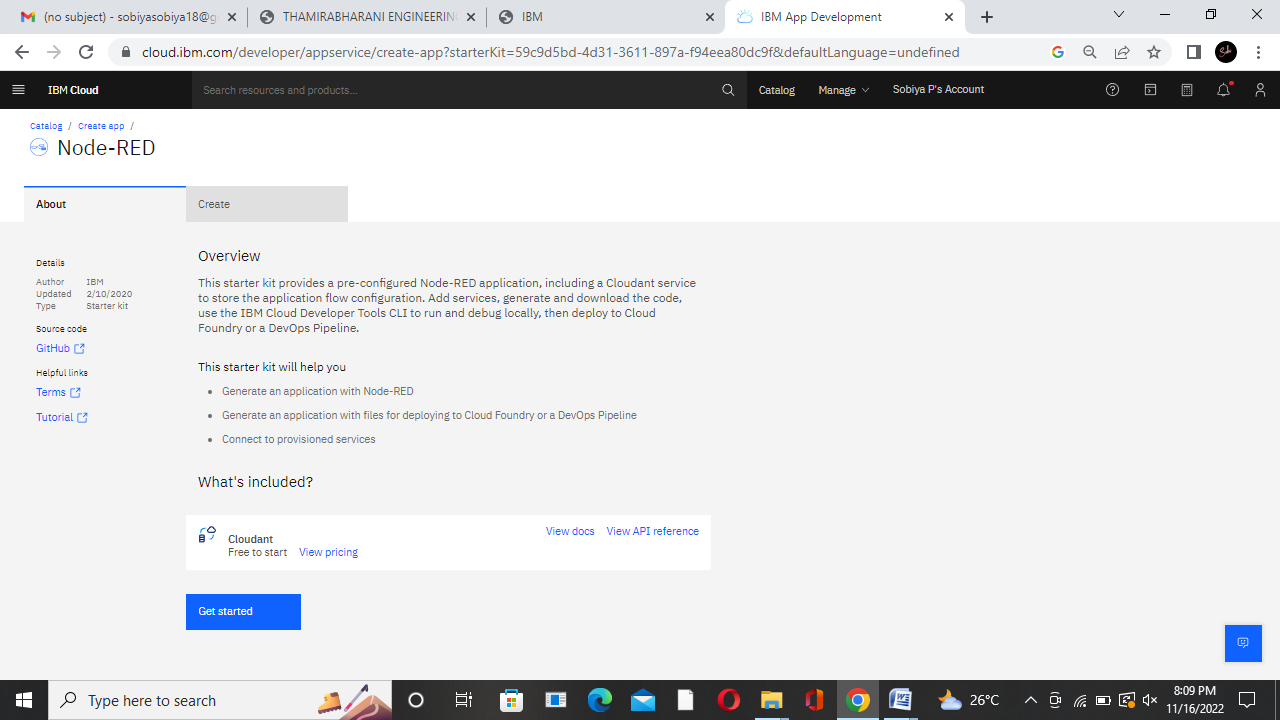 (no subject) - sobiyasobiya18@g
THAMIRABHARANI ENGINEERING
IBM
IBM App Development
cloud.ibm.com/developer/appservice/create-app?starterKit=59c9d5bd-4d31-3611-897a-f94eea80dc9f&defaultLanguage=undefined
IBM Cloud
Search resources and products...
Catalog
Manage
Sobiya P's Account
Catalog / Create app /
Node-RED
About
Create
Details
Author IBM
Updated 2/10/2020
Type Starter kit
Source code
GitHub
Helpful links
Terms
Tutorial
Overview
This starter kit provides a pre-configured Node-RED application, including a Cloudant service
to store the application flow configuration. Add services, generate and download the code,
use the IBM Cloud Developer Tools CLI to run and debug locally, then deploy to Cloud
Foundry or a DevOps Pipeline.
This starter kit will help you
• Generate an application with Node-RED
• Generate an application with files for deploying to Cloud Foundry or a DevOps Pipeline
• Connect to provisioned services
What's included?
Cloudant
Free to start View pricing
View docs View API reference
Get started
Type here to search
26°C
8:09 PM
11/16/2022